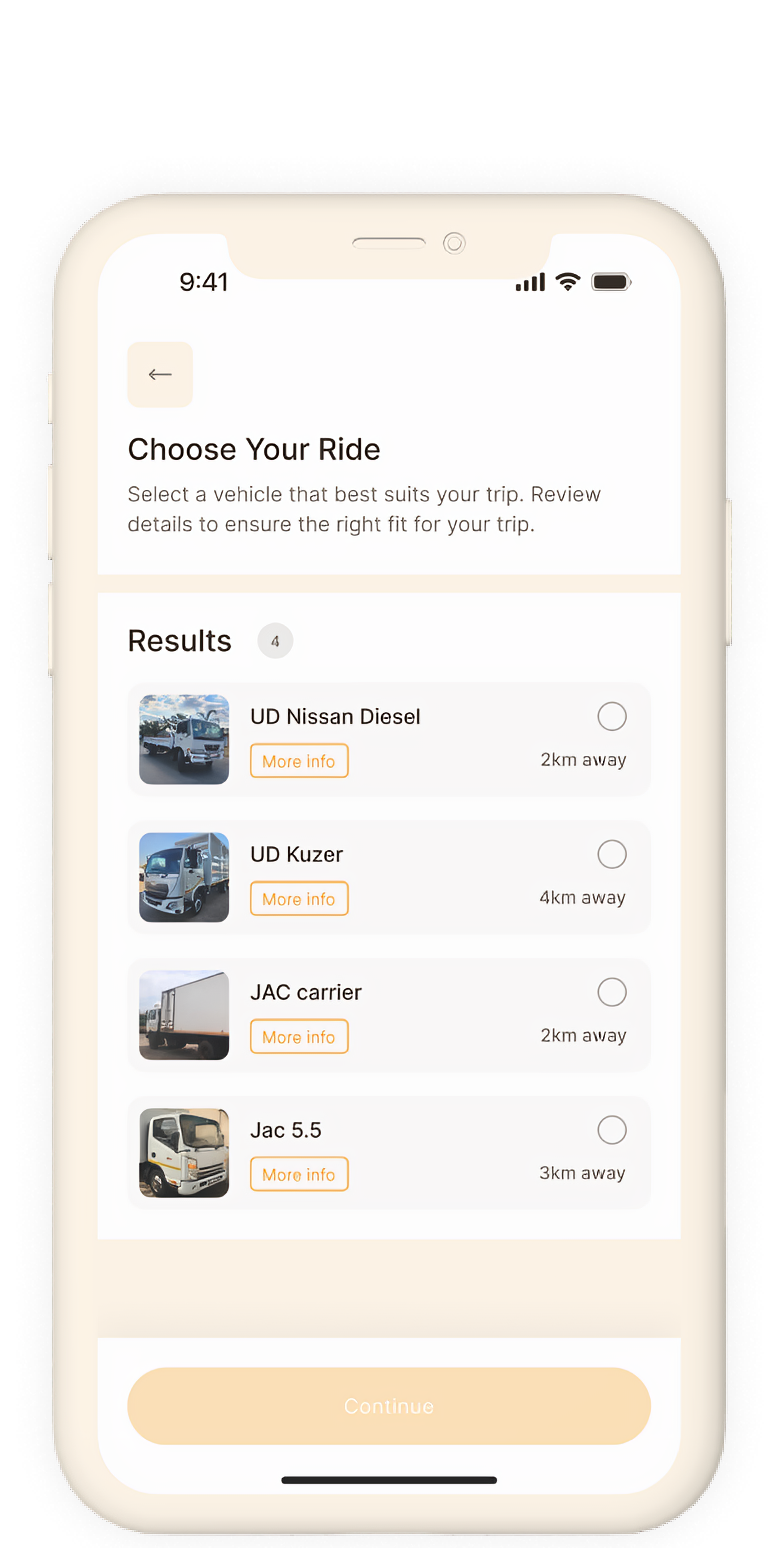 9:41
Choose Your Ride
Select a vehicle that best suits your trip. Review
details to ensure the right fit for your trip.
Results 4
UD Nissan Diesel
More info
2km away
UD Kuzer
More info
4km away
JAC carrier
More info
2km away
Jac 5.5
More info
3km away
Continue